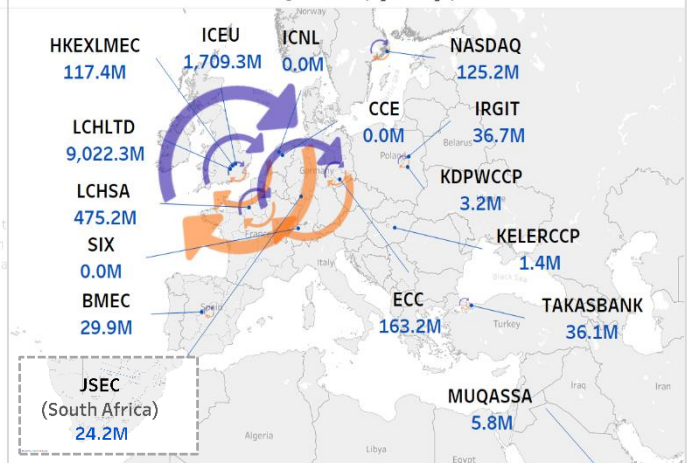 Norway
HKEXLMEC
117.4M
ICEU
1,709.3M
ICNL
0.0M
NASDAQ
125.2M
LCHLTD
9,022.3M
CCE
0.0M
IRGIT
36.7M
Belarus
Poland
Germany
LCHSA
475.2M
KDPWCCP
3.2M
France
SIX
0.0M
KELERCCP
1.4M
Italy
Black Sea
BMEC
29.9M
Spain
ECC
163.2M
TAKASBANK
36.1M
Turkey
JSEC
(South Africa)
24.2M
MUQASSA
5.8M
Iraq
Iran
Algeria
Libya
Egypt